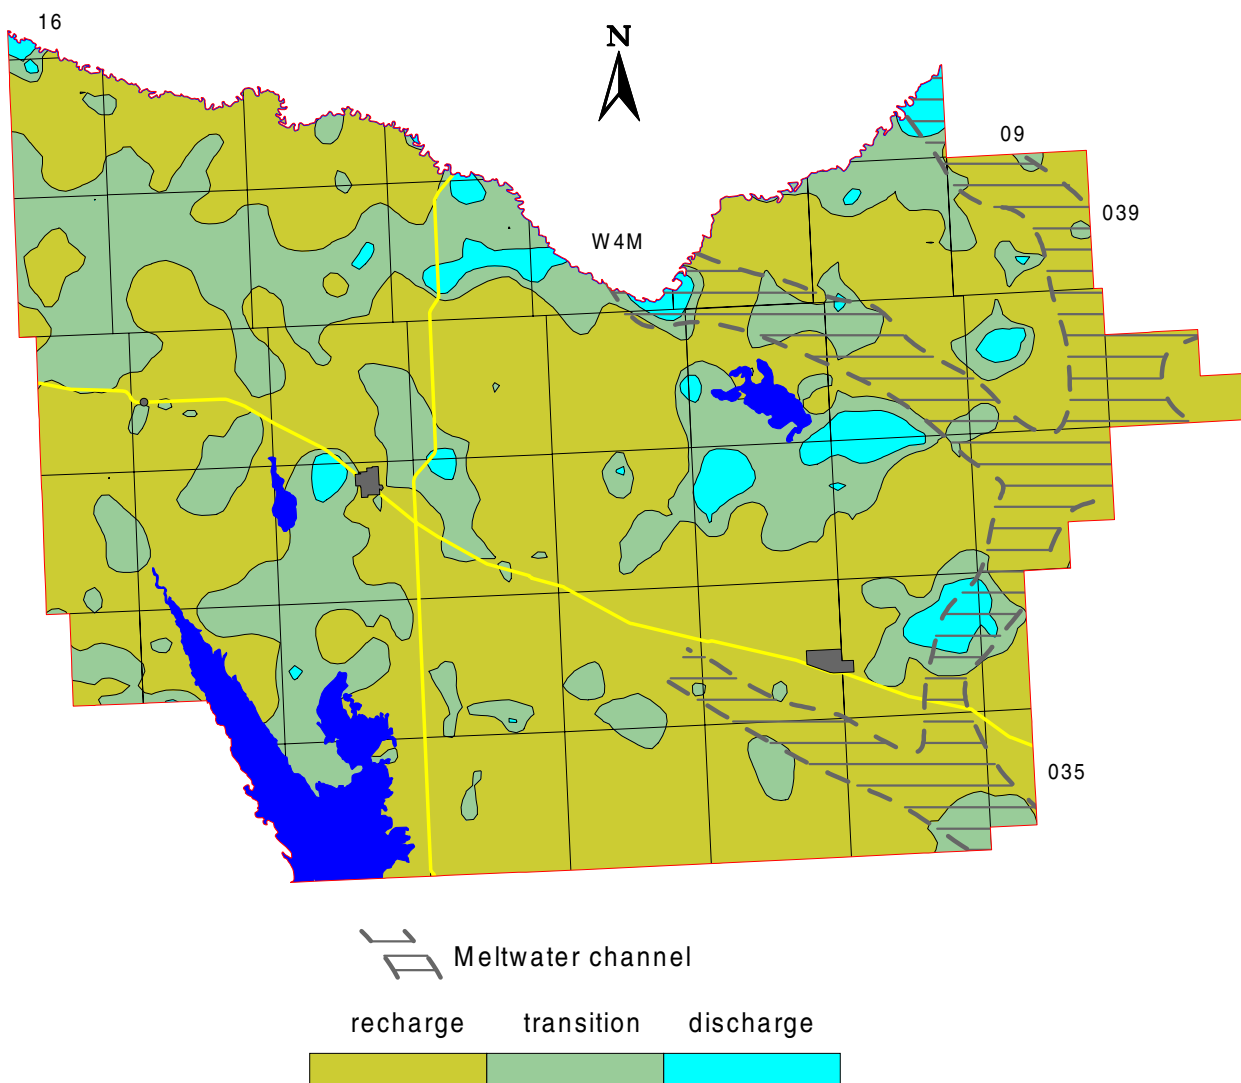 16
N
09
039
W4M
035
Meltwater channel
recharge transition discharge